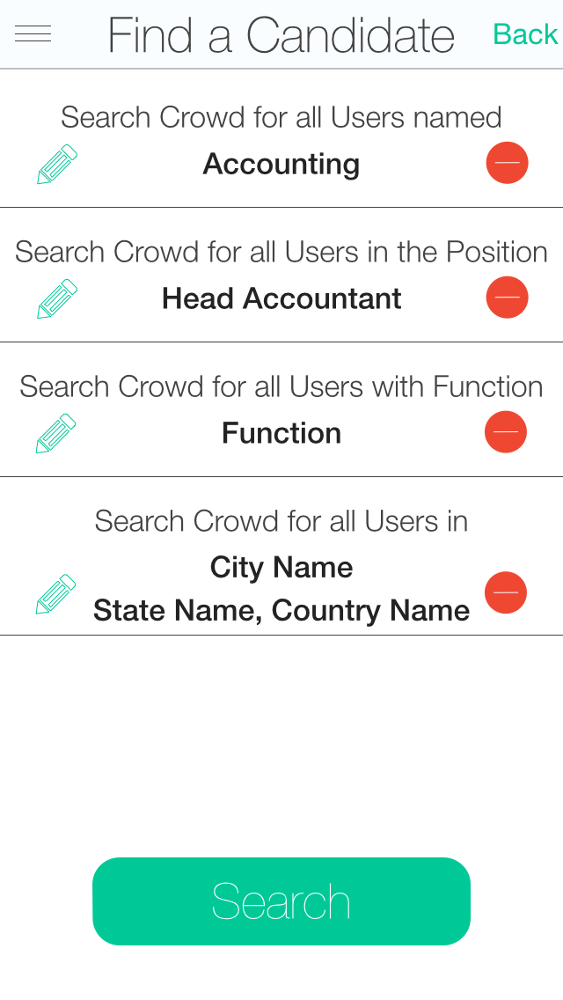 Find a Candidate Back
Search Crowd for all Users named
Accounting
Search Crowd for all Users in the Position
Head Accountant
Search Crowd for all Users with Function
Function
Search Crowd for all Users in
City Name
State Name, Country Name
Search